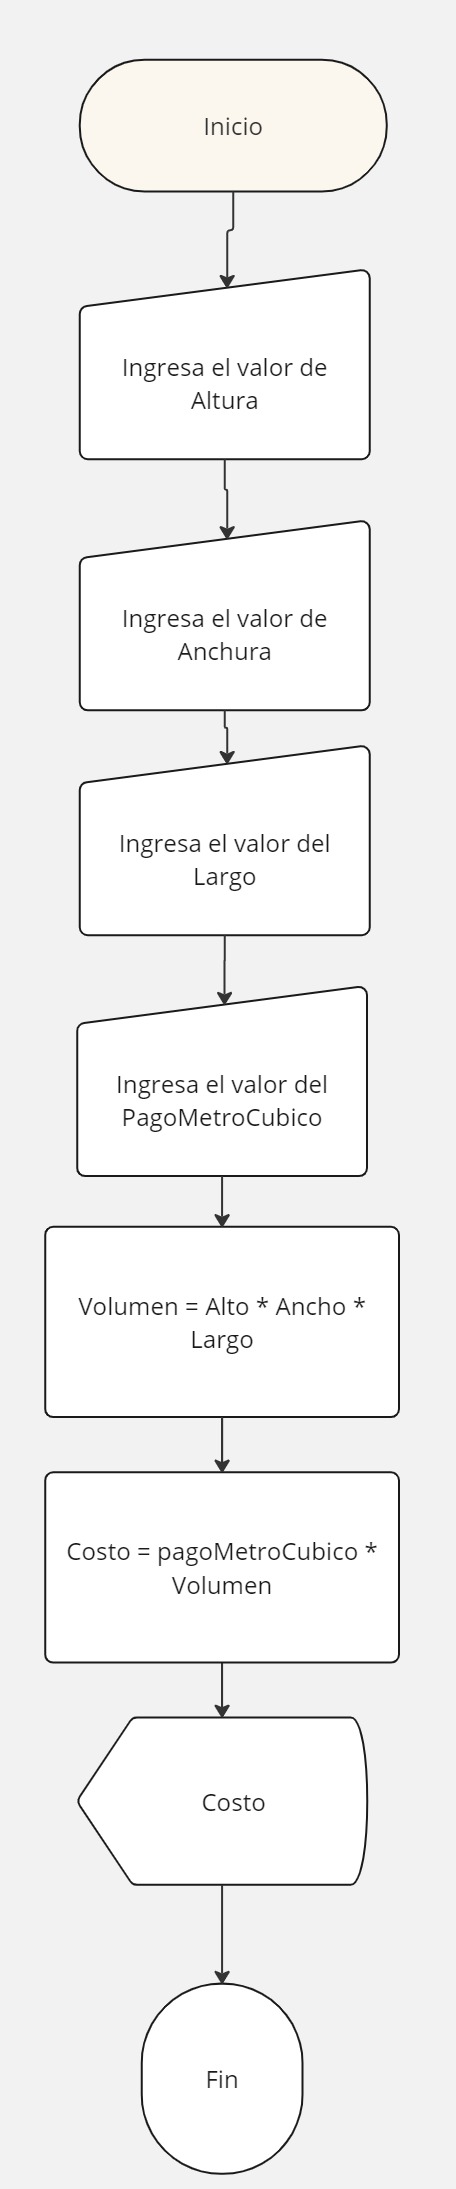 Inicio
Ingresa el valor de
Altura
Ingresa el valor de
Anchura
Ingresa el valor del
Largo
Ingresa el valor del
PagoMetroCubico
Volumen = Alto * Ancho *
Largo
Costo = pagoMetroCubico *
Volumen
Costo
Fin